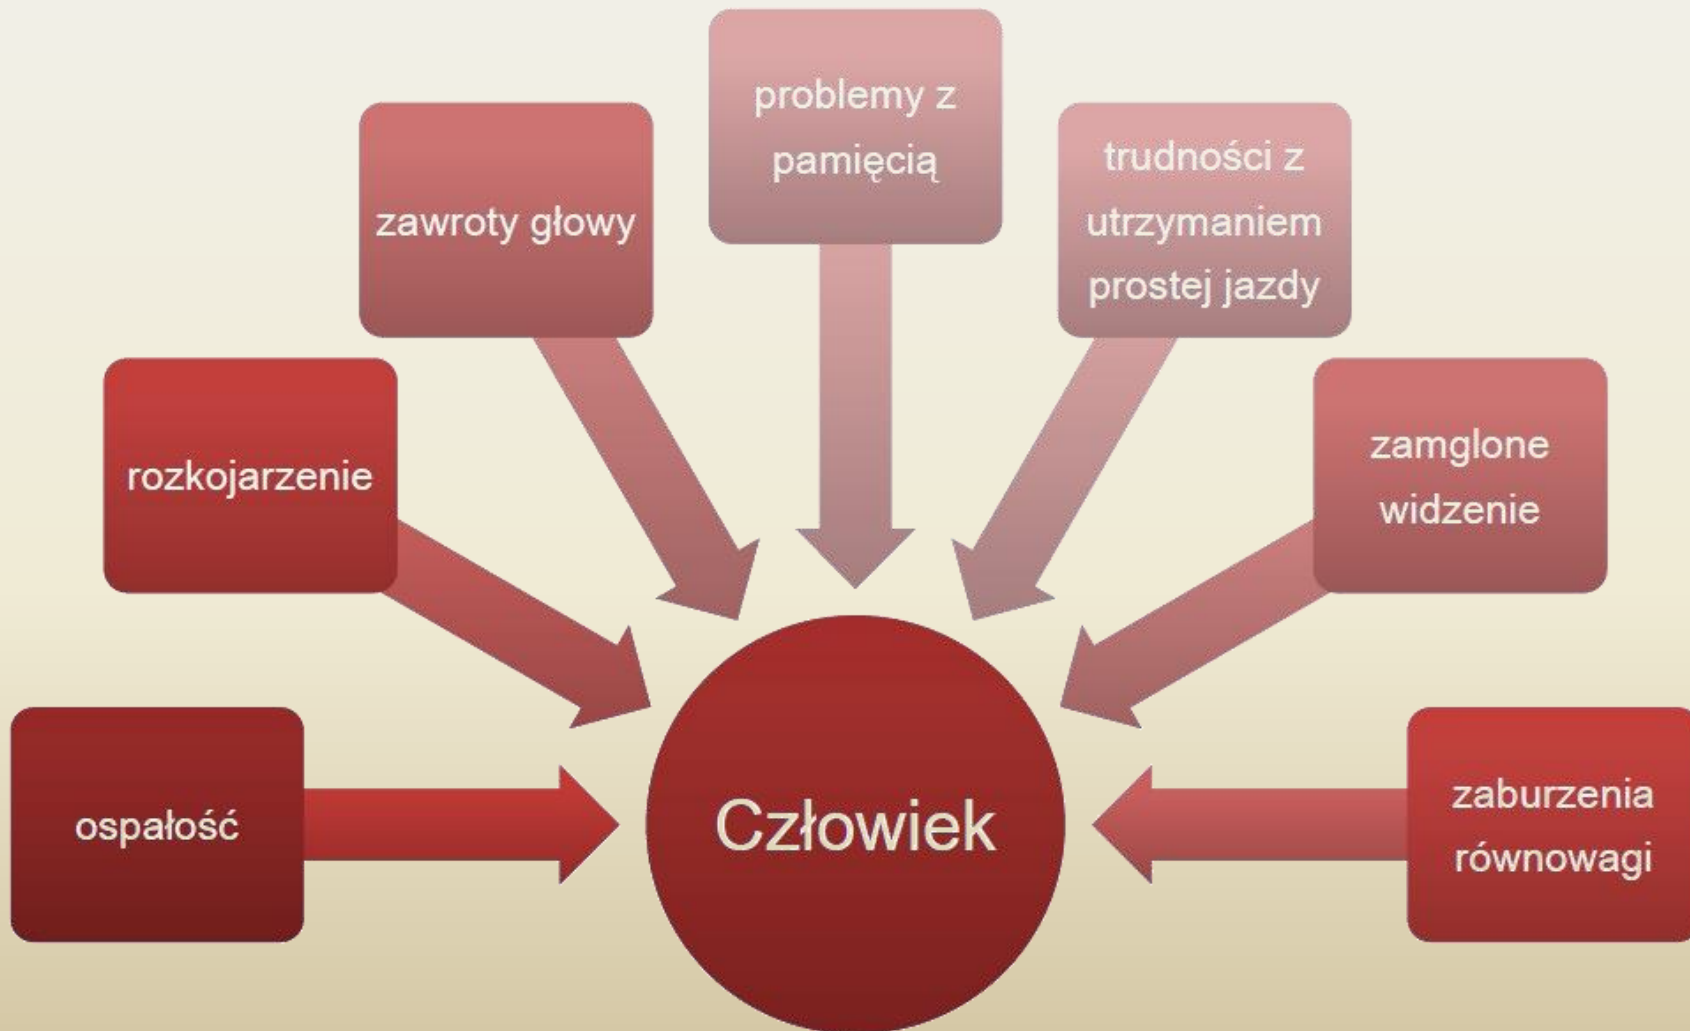 problemy z
pamięcią
zawroty głowy
trudności z
utrzymaniem
prostej jazdy
rozkojarzenie
zamglone
widzenie
ospałość
Człowiek
zaburzenia
równowagi